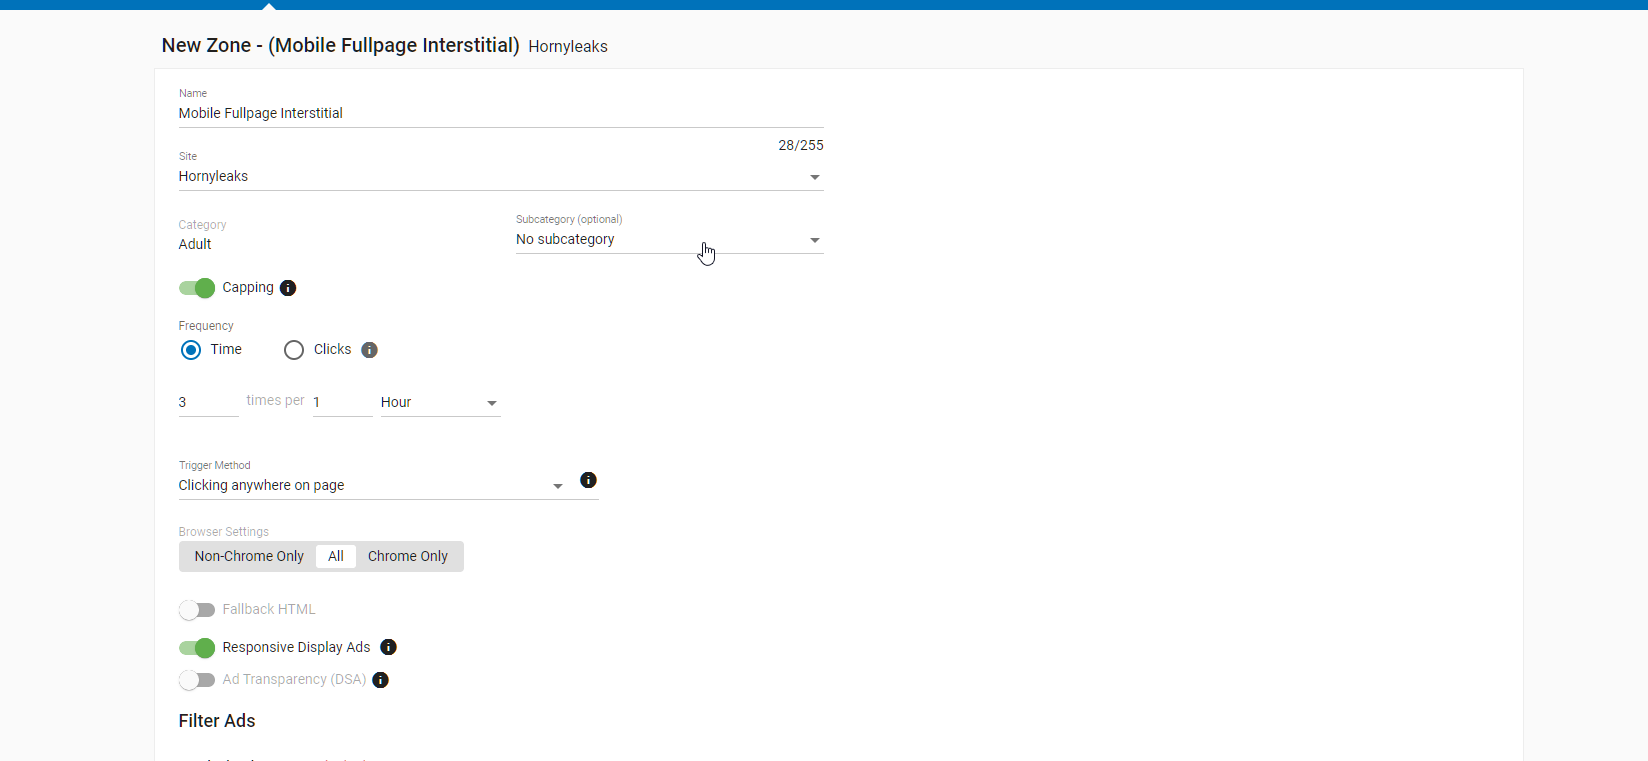 New Zone - (Mobile Fullpage Interstitial) Hornyleaks
Name
Mobile Fullpage Interstitial
28/255
Site
Hornyleaks
Category
Adult
Subcategory (optional)
No subcategory
Capping
Frequency
Time
Clicks
3 times per 1 Hour
Trigger Method
Clicking anywhere on page
Browser Settings
Non-Chrome Only All Chrome Only
Fallback HTML
Responsive Display Ads
Ad Transparency (DSA)
Filter Ads